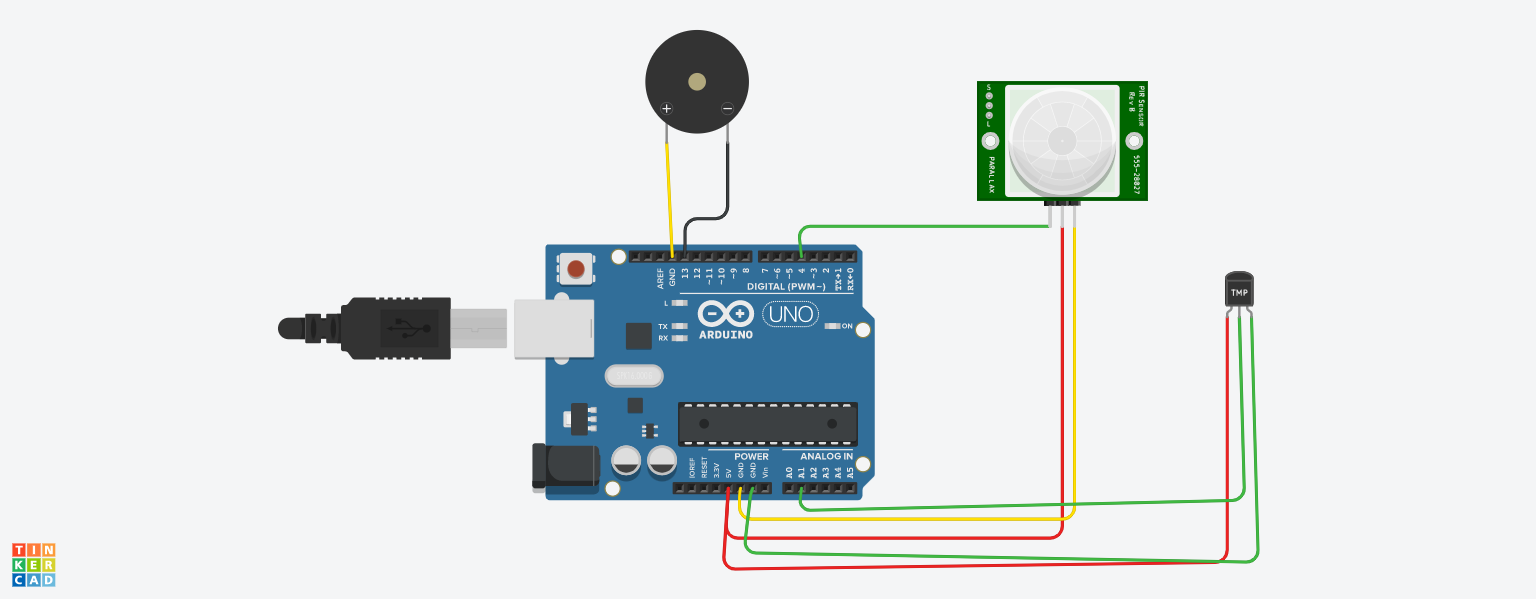 + −
S
L
PARALLAX
PIR SENSOR
Rev B
555-28027
AREF
GND
13
12
~11
~10
~9
8
7
~6
~5
4
~3
2
TX→1
RX←0
DIGITAL (PWM~)
L
TX
RX
ARDUINO
UNO
ON
TMP
POWER
ANALOG IN
IOREF
RESET
3.3V
5V
GND
GND
Vin
A0
A1
A2
A3
A4
A5
TIN
KER
CAD